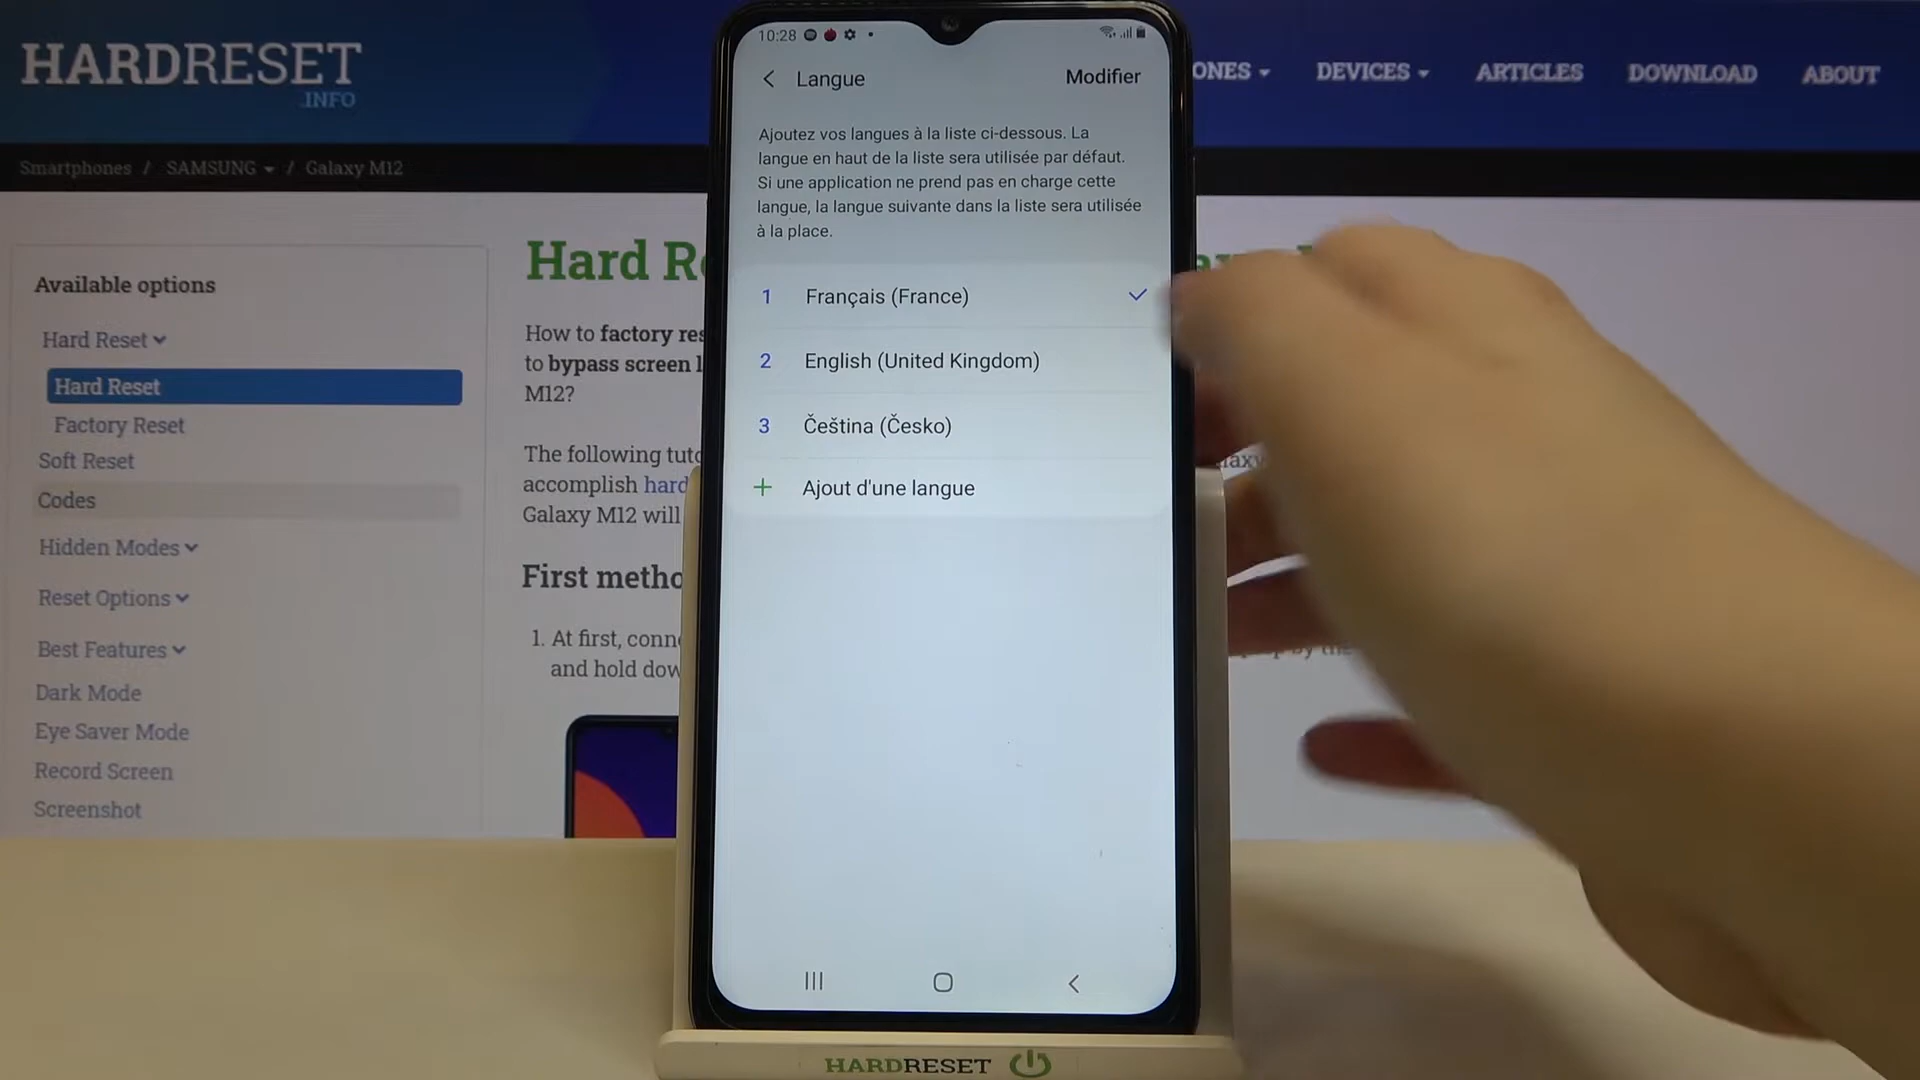 HARDRESET
.INFO
ONES
DEVICES
ARTICLES
DOWNLOAD
ABOUT
Smartphones / SAMSUNG / Galaxy M12
Available options
Hard Reset
Hard Reset
Factory Reset
Soft Reset
Codes
Hidden Modes
Reset Options
Best Features
Dark Mode
Eye Saver Mode
Record Screen
Screenshot
Hard R
How to factory res
to bypass screen l
M12?
The following tuto
accomplish hard
Galaxy M12 will
First metho
1. At first, conn
and hold dow
10:28
Langue
Modifier
Ajoutez vos langues à la liste ci-dessous. La
langue en haut de la liste sera utilisée par défaut.
Si une application ne prend pas en charge cette
langue, la langue suivante dans la liste sera utilisée
à la place.
1 Français (France)
2 English (United Kingdom)
3 Čeština (Česko)
+ Ajout d'une langue
HARDRESET